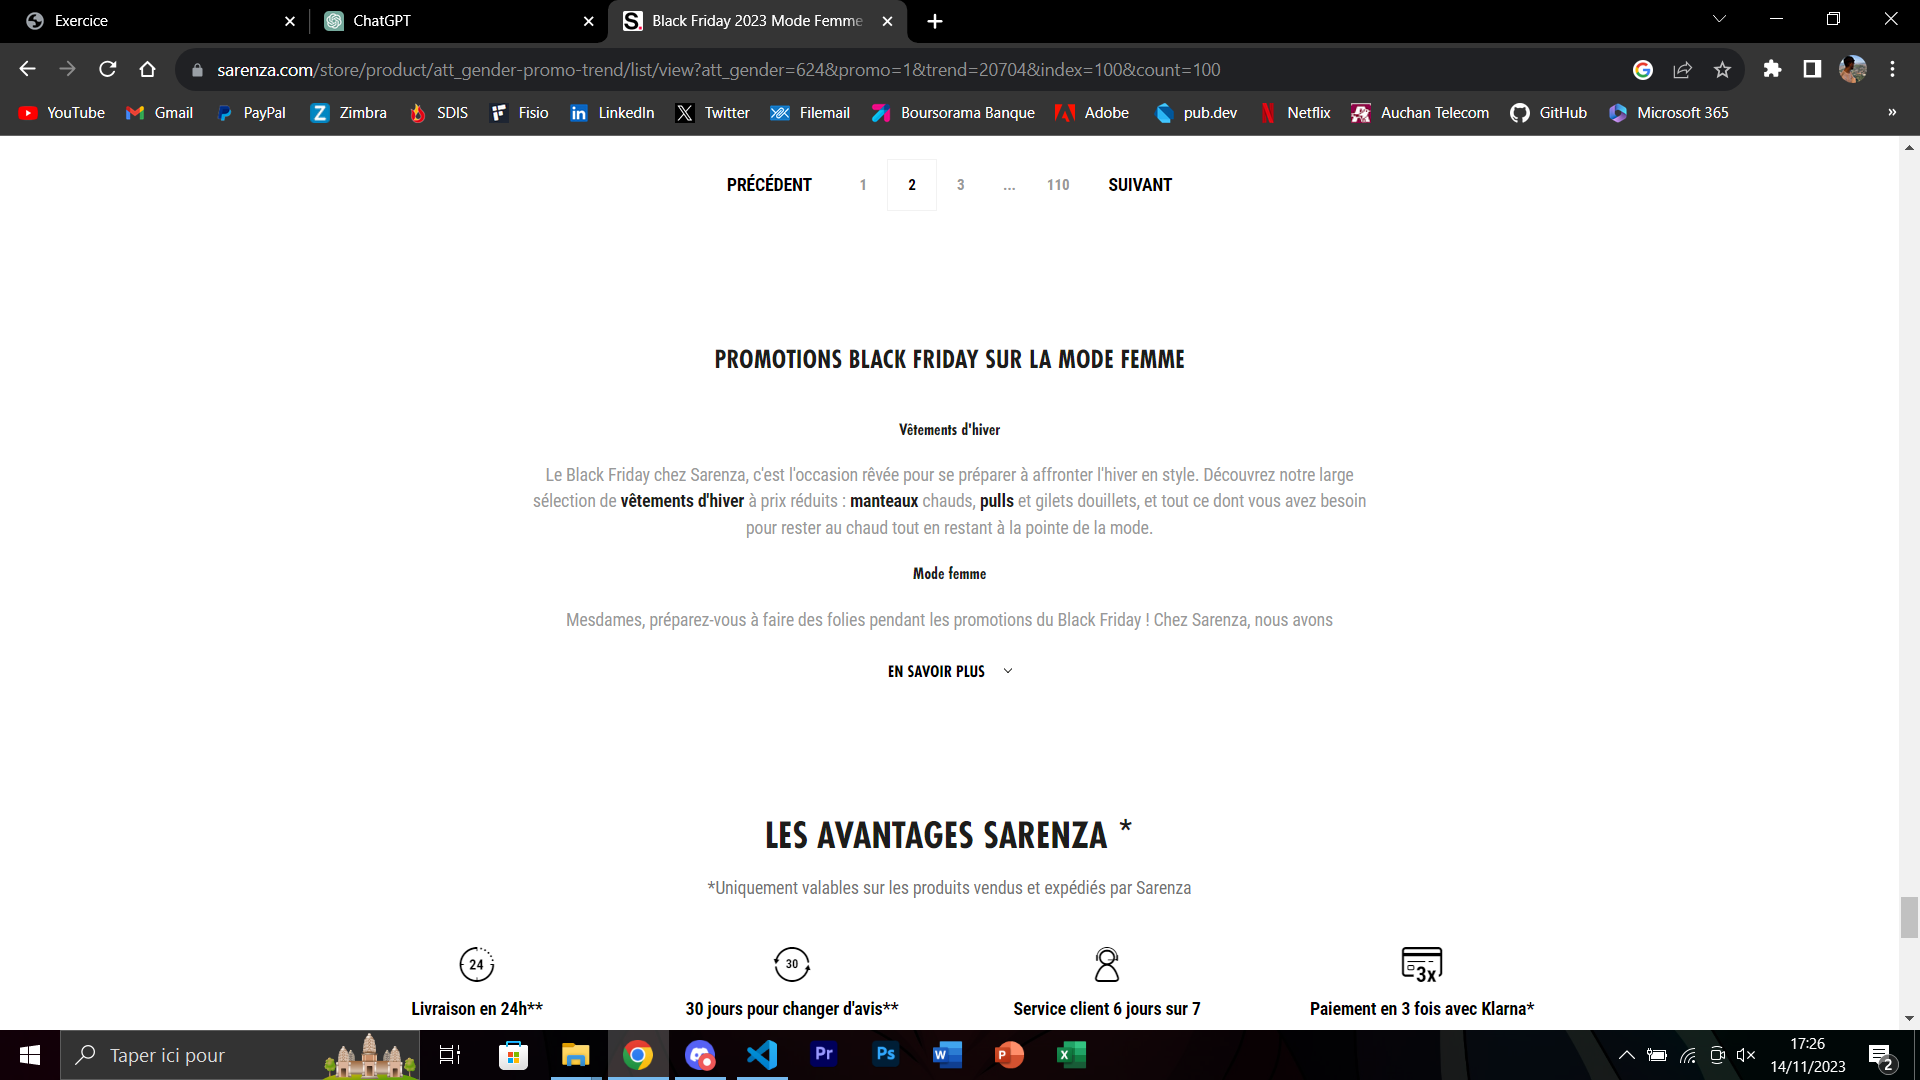 Exercice
ChatGPT
S. Black Friday 2023 Mode Femme
sarenza.com/store/product/att_gender-promo-trend/list/view?att_gender=624&promo=1&trend=20704&index=100&count=100
YouTube Gmail PayPal Zimbra SDIS Fisio LinkedIn Twitter Filemail Boursorama Banque Adobe pub.dev Netflix Auchan Telecom GitHub Microsoft 365 »
PRÉCÉDENT 1 2 3 ... 110 SUIVANT
PROMOTIONS BLACK FRIDAY SUR LA MODE FEMME
Vêtements d'hiver
Le Black Friday chez Sarenza, c'est l'occasion rêvée pour se préparer à affronter l'hiver en style. Découvrez notre large
sélection de vêtements d'hiver à prix réduits : manteaux chauds, pulls et gilets douillets, et tout ce dont vous avez besoin
pour rester au chaud tout en restant à la pointe de la mode.
Mode femme
Mesdames, préparez-vous à faire des folies pendant les promotions du Black Friday ! Chez Sarenza, nous avons
EN SAVOIR PLUS
LES AVANTAGES SARENZA *
*Uniquement valables sur les produits vendus et expédiés par Sarenza
24 30 3x
Livraison en 24h** 30 jours pour changer d'avis** Service client 6 jours sur 7 Paiement en 3 fois avec Klarna*
Taper ici pour
Pr Ps W P X
17:26
14/11/2023
2